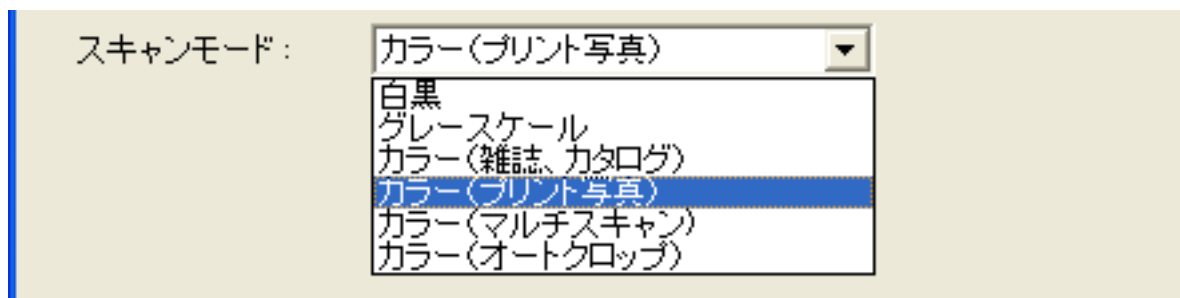 スキャンモード： カラー(プリント写真)
白黒
グレースケール
カラー(雑誌、カタログ)
カラー(プリント写真)
カラー(マルチスキャン)
カラー(オートクロップ)